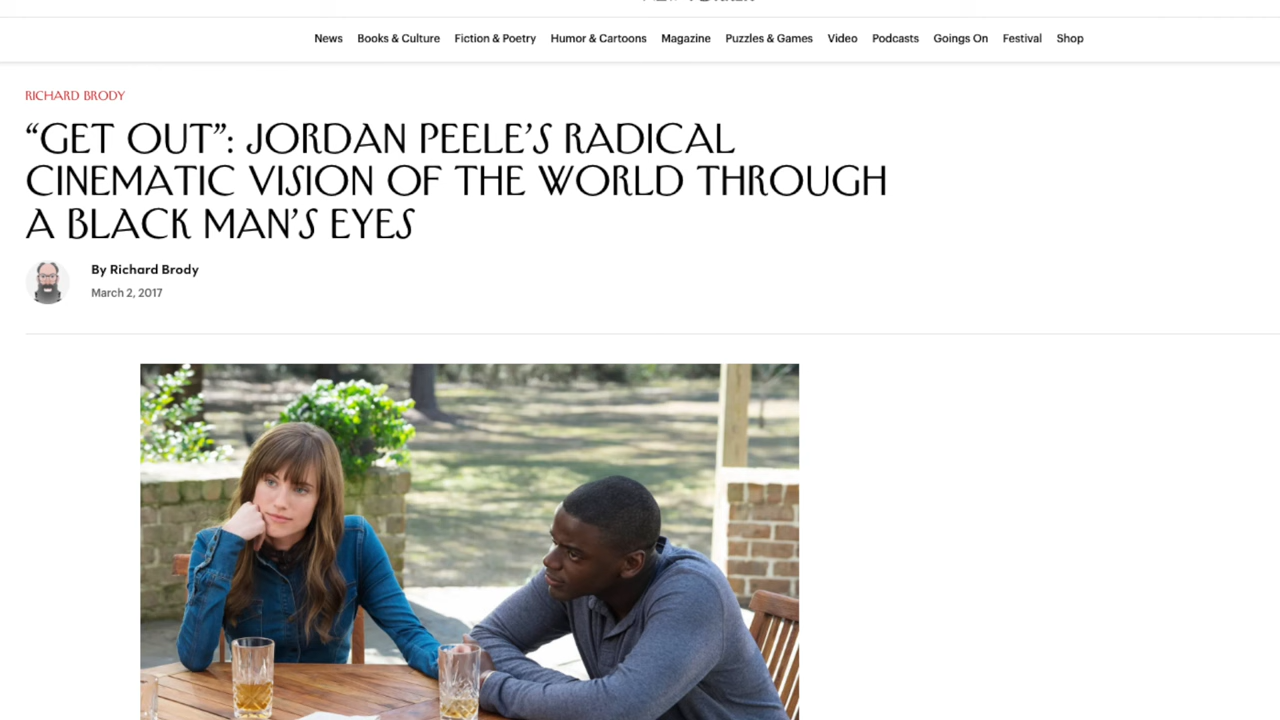 News Books & Culture Fiction & Poetry Humor & Cartoons Magazine Puzzles & Games Video Podcasts Goings On Festival Shop
RICHARD BRODY
“GET OUT”: JORDAN PEELE’S RADICAL
CINEMATIC VISION OF THE WORLD THROUGH
A BLACK MAN’S EYES
By Richard Brody
March 2, 2017